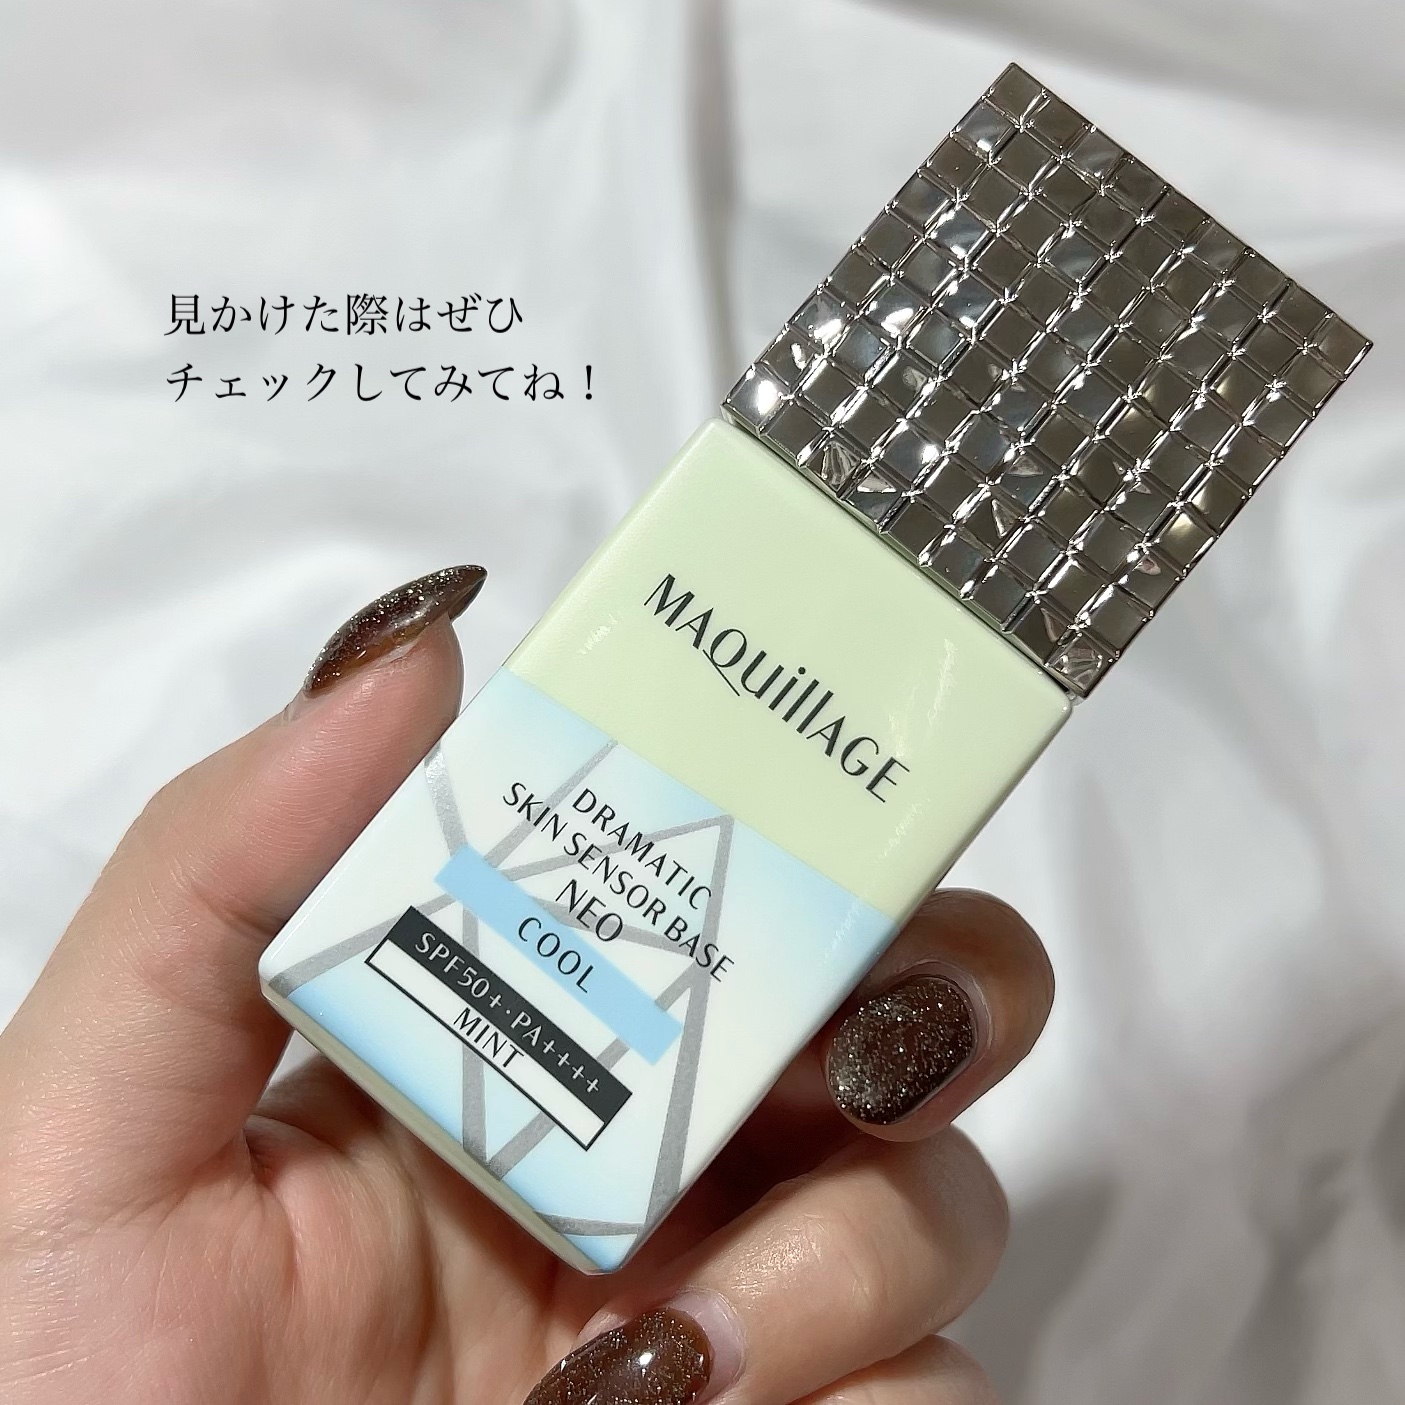 見かけた際はぜひ
チェックしてみてね！
MAQuillAGE
DRAMATIC
SKIN SENSOR BASE
NEO
COOL
SPF50+・PA++++
MINT